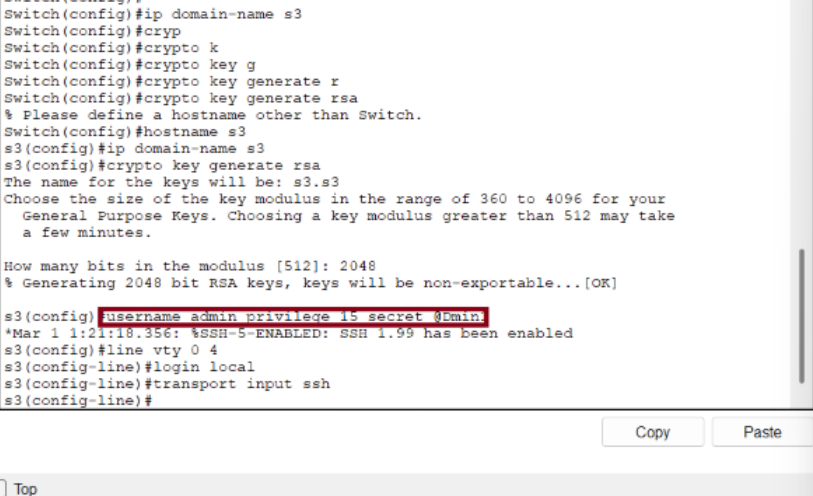 Switch(config)#ip domain-name s3
Switch(config)#cryp
Switch(config)#crypto k
Switch(config)#crypto key g
Switch(config)#crypto key generate r
Switch(config)#crypto key generate rsa
% Please define a hostname other than Switch.
Switch(config)#hostname s3
s3(config)#ip domain-name s3
s3(config)#crypto key generate rsa
The name for the keys will be: s3.s3
Choose the size of the key modulus in the range of 360 to 4096 for your
General Purpose Keys. Choosing a key modulus greater than 512 may take
a few minutes.
How many bits in the modulus [512]: 2048
% Generating 2048 bit RSA keys, keys will be non-exportable...[OK]
s3(config)#username admin privilege 15 secret
*Mar 1 1:21:18.356: %SSH-5-ENABLED: SSH 1.99 has been enabled
s3(config)#line vty 0 4
s3(config-line)#login local
s3(config-line)#transport input ssh
s3(config-line)#
Copy
Paste
Top